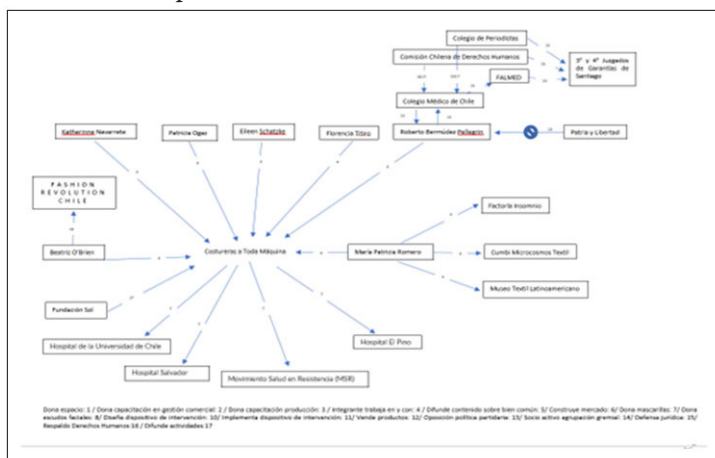 Colegio de Periodistas
Comisión Chilena de Derechos Humanos
3° y 4° Juzgados
de Garantías de
Santiago
FALMED
Colegio Médico de Chile
Katherinne Navarrete
Patricia Oger
Eileen Schatzke
Florencia
Roberto Bermúdez Pellegrin
Patria y Libertad
FASHION
REVOLUTION
CHILE
Factoría Insomnio
Beatriz O'Brien
Costureras a Toda Máquina
María Patricia Romero
Cumbi Microcosmos Textil
Museo Textil Latinoamericano
Fundación Sol
Hospital de la Universidad de Chile
Hospital El Pino
Hospital Salvador
Movimiento Salud en Resistencia (MSR)
Dona espacio: 1 / Dona capacitación en gestión comercial: 2 / Dona capacitación producción: 3 / Integrante trabaja en y con: 4 / Difunde contenido sobre bien común: 5/ Construye mercado: 6/ Dona mascarillas: 7/ Dona
escudos faciales: 8/ Diseña dispositivo de intervención: 10/ Implementa dispositivo de intervención: 11/ Vende productos: 12/ Oposición política partidaria: 13/ Socio activo agrupación gremial: 14/ Defensa jurídica: 15/
Respaldo Derechos Humanos 16 / Difunde actividades 17